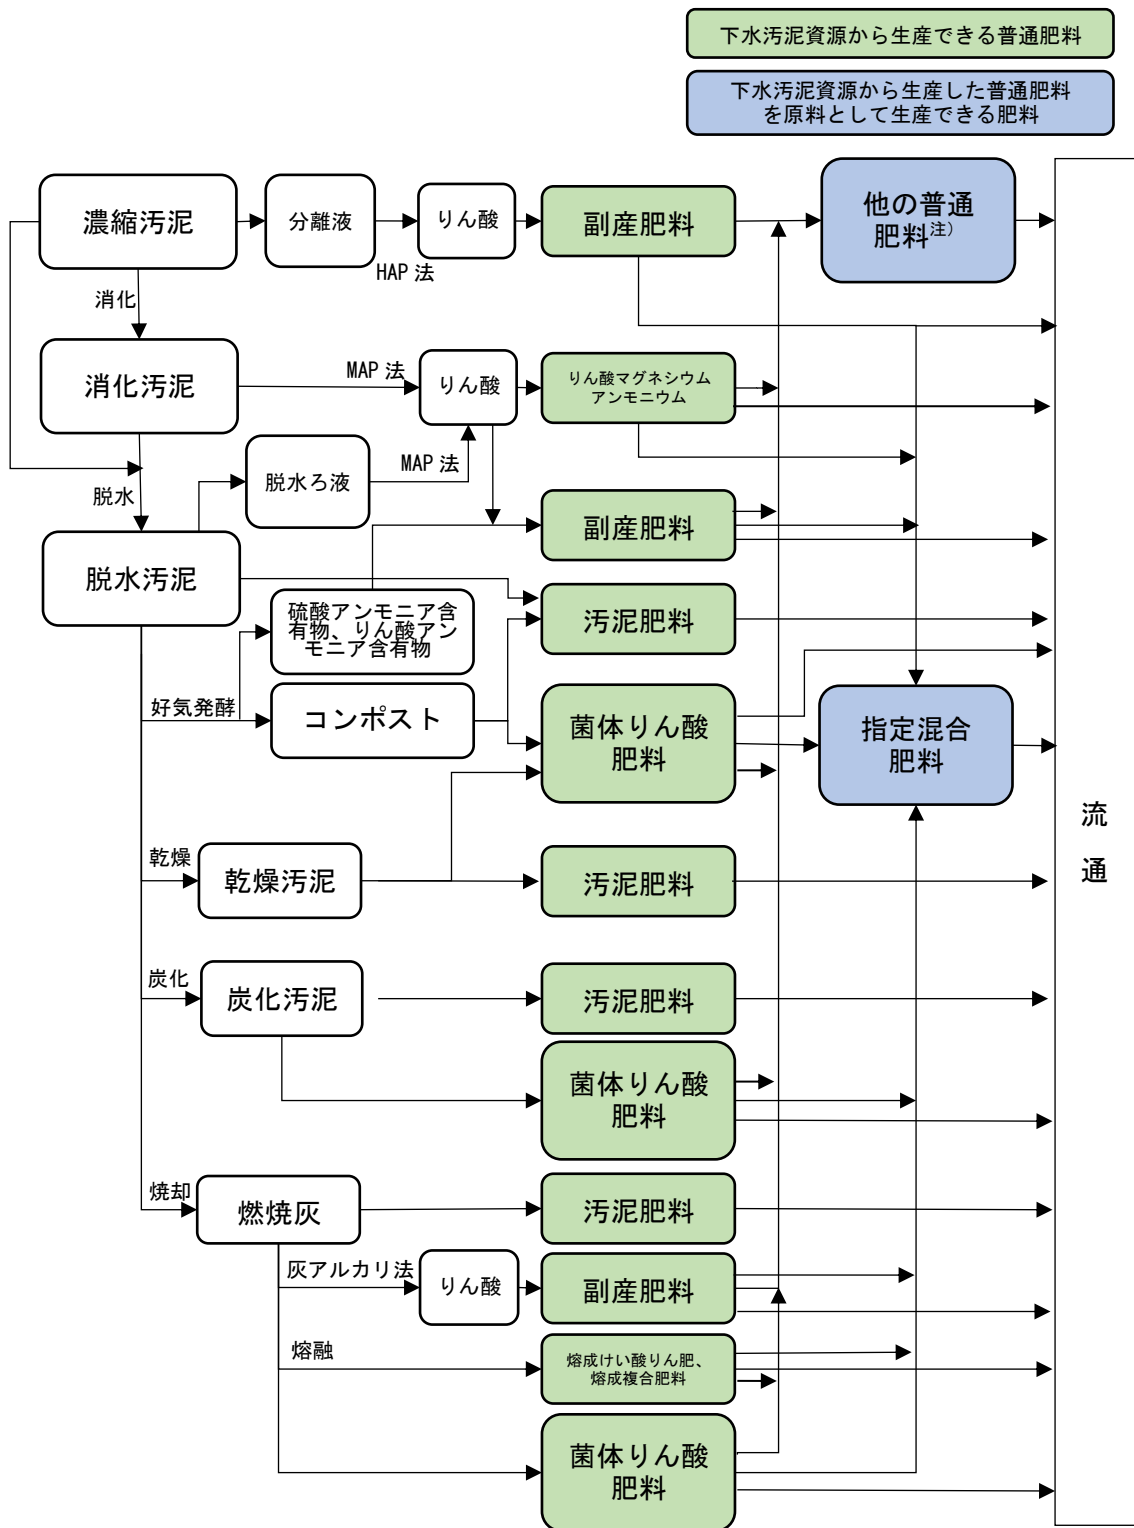 下水汚泥資源から生産できる普通肥料
下水汚泥資源から生産した普通肥料
を原料として生産できる肥料
濃縮汚泥
分離液
りん酸
副産肥料
他の普通
肥料注)
HAP 法
消化
消化汚泥
MAP 法
りん酸
りん酸マグネシウム
アンモニウム
脱水ろ液
MAP 法
脱水
副産肥料
脱水汚泥
硫酸アンモニア含
有物、りん酸アン
モニア含有物
汚泥肥料
好気発酵
コンポスト
菌体りん酸
肥料
指定混合
肥料
流
通
乾燥
乾燥汚泥
汚泥肥料
炭化
炭化汚泥
汚泥肥料
菌体りん酸
肥料
焼却
燃焼灰
汚泥肥料
灰アルカリ法
りん酸
副産肥料
熔融
熔成けい酸りん肥、
熔成複合肥料
菌体りん酸
肥料